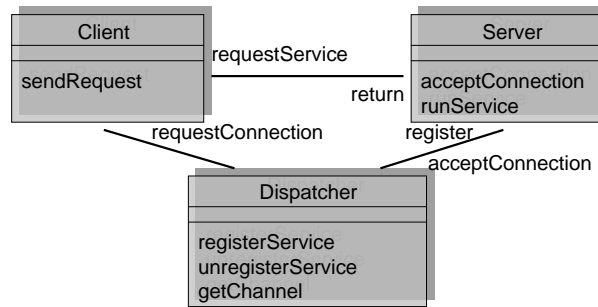 Client
Server
requestService
sendRequest
acceptConnection
return
runService
requestConnection
register
acceptConnection
Dispatcher
registerService
unregisterService
getChannel